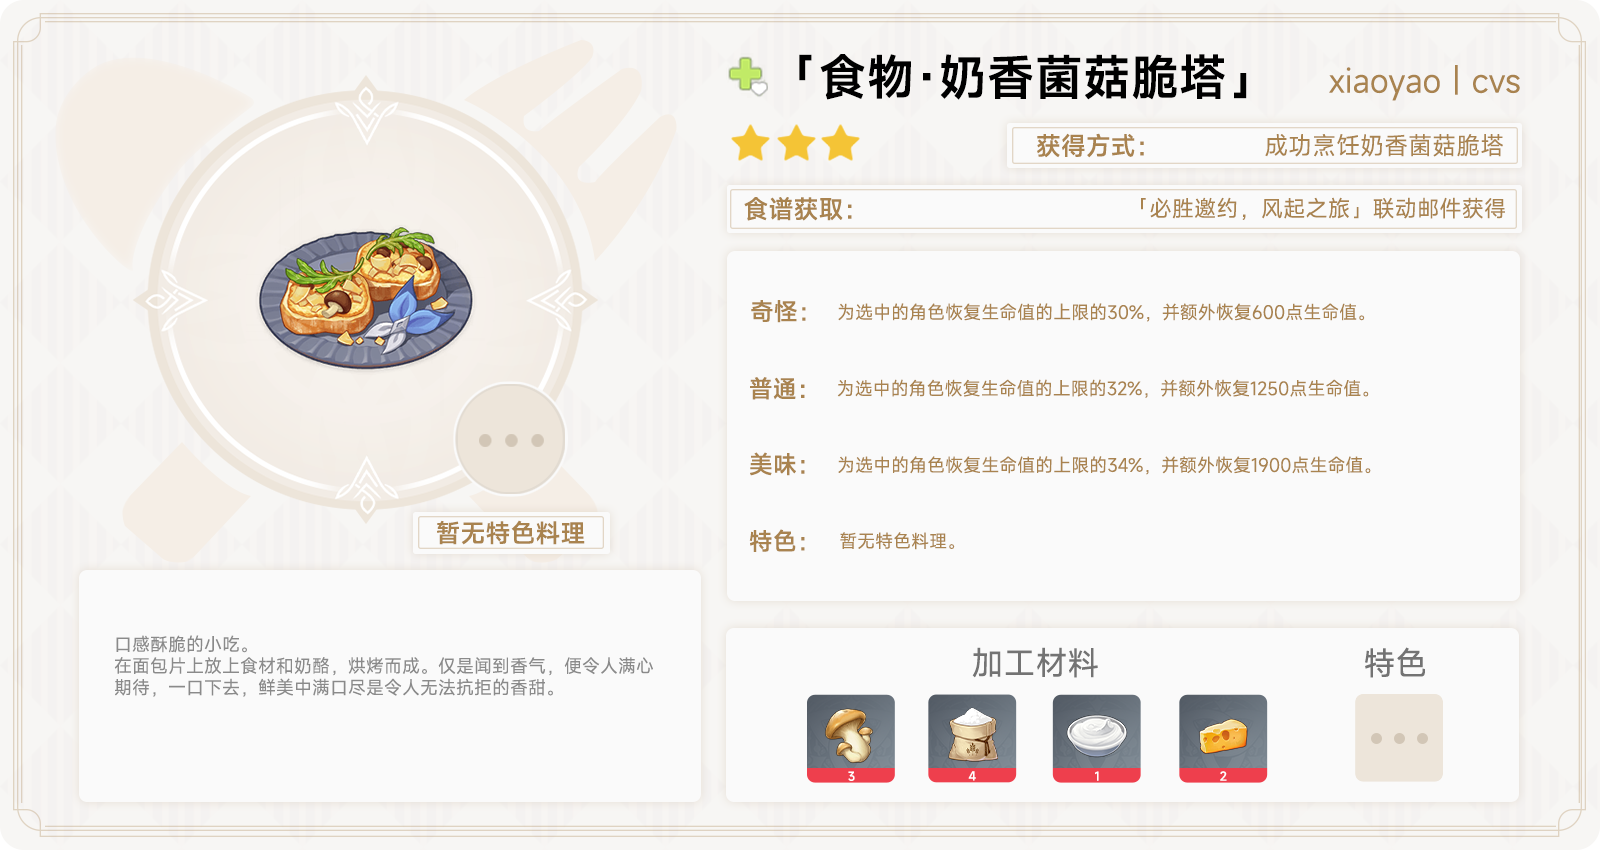 「食物·奶香菌菇脆塔」
xiaoyao | cvs
获得方式：
成功烹饪奶香菌菇脆塔
食谱获取：
「必胜邀约，风起之旅」联动邮件获得
奇怪：
为选中的角色恢复生命值的上限的30%，并额外恢复600点生命值。
普通：
为选中的角色恢复生命值的上限的32%，并额外恢复1250点生命值。
美味：
为选中的角色恢复生命值的上限的34%，并额外恢复1900点生命值。
特色：
暂无特色料理。
暂无特色料理
口感酥脆的小吃。
在面包片上放上食材和奶酪，烘烤而成。仅是闻到香气，便令人满心
期待，一口下去，鲜美中满口尽是令人无法抗拒的香甜。
加工材料
特色
3
4
1
2